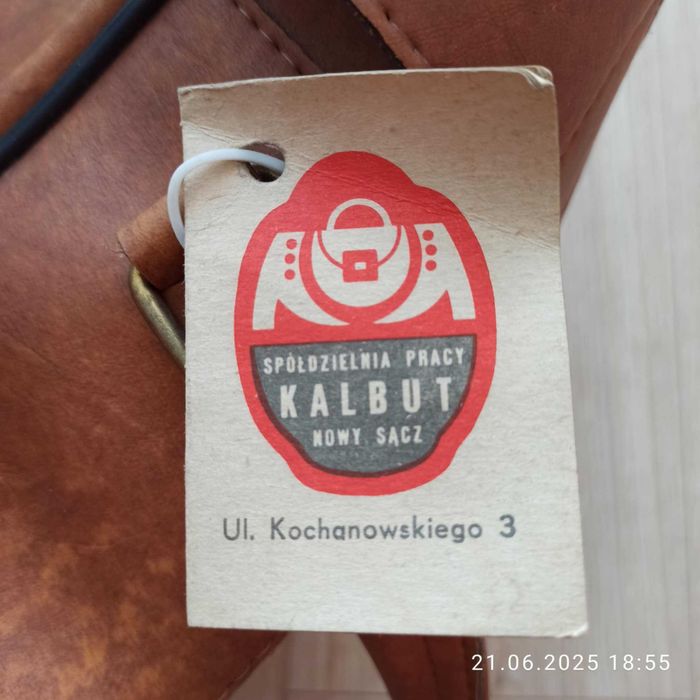 SPÓŁDZIELNIA PRACY
KALBUT
NOWY SĄCZ
Ul. Kochanowskiego 3
21.06.2025 18:55